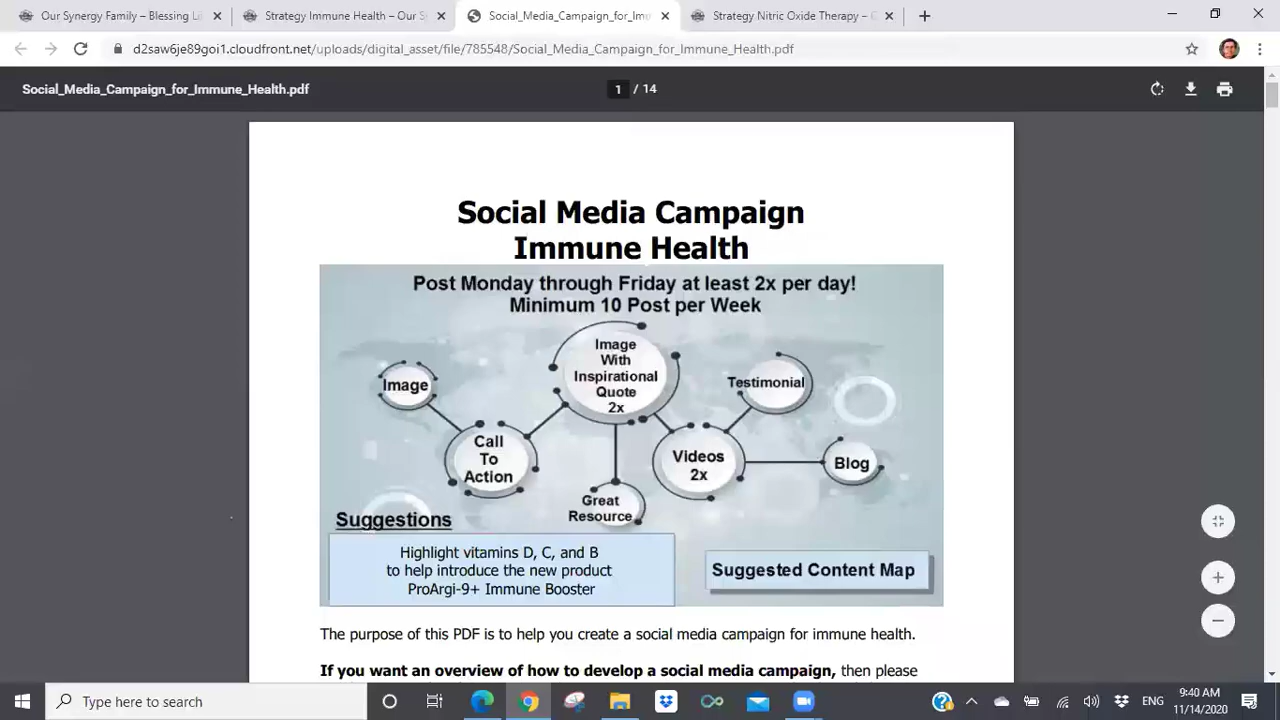 Our Synergy Family – Blessing Li
Strategy Immune Health – Our Sy
Social_Media_Campaign_for_Imm
Strategy Nitric Oxide Therapy – O
d2saw6je89goi1.cloudfront.net/uploads/digital_asset/file/785548/Social_Media_Campaign_for_Immune_Health.pdf
Social_Media_Campaign_for_Immune_Health.pdf
1 / 14
Social Media Campaign
Immune Health
Post Monday through Friday at least 2x per day!
Minimum 10 Post per Week
Image
Call
To
Action
Image
With
Inspirational
Quote
2x
Great
Resource
Videos
2x
Testimonial
Blog
Suggestions
Highlight vitamins D, C, and B
to help introduce the new product
ProArgi-9+ Immune Booster
Suggested Content Map
The purpose of this PDF is to help you create a social media campaign for immune health.
If you want an overview of how to develop a social media campaign, then please
Type here to search
ENG
9:40 AM
11/14/2020